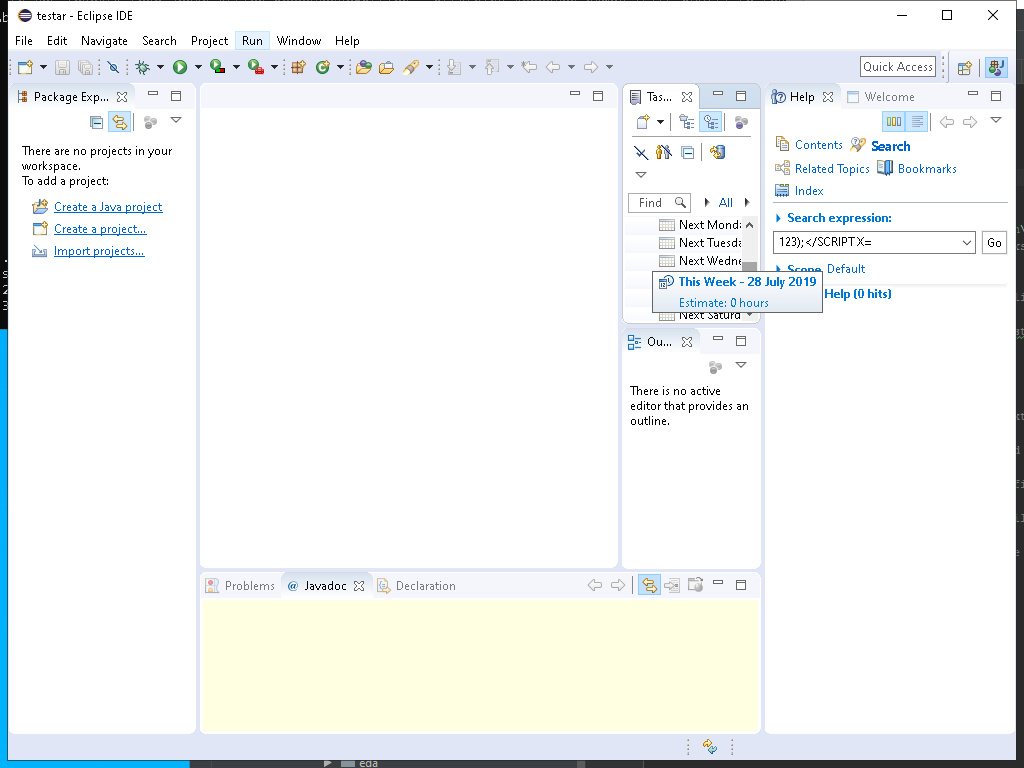 testar - Eclipse IDE
File Edit Navigate Search Project Run Window Help
Quick Access
Package Exp...
There are no projects in your
workspace.
To add a project:
Create a Java project
Create a project...
Import projects...
Tas...
Find
All
Next Mond
Next Tuesda
Next Wedne
This Week - 28 July 2019
Estimate: 0 hours
Next Saturd
Ou...
There is no active
editor that provides an
outline.
Help
Welcome
Contents
Search
Related Topics
Bookmarks
Index
Search expression:
123);</SCRIPT X=
Go
Scope
Default
Help (0 hits)
Problems
@ Javadoc
Declaration
eda